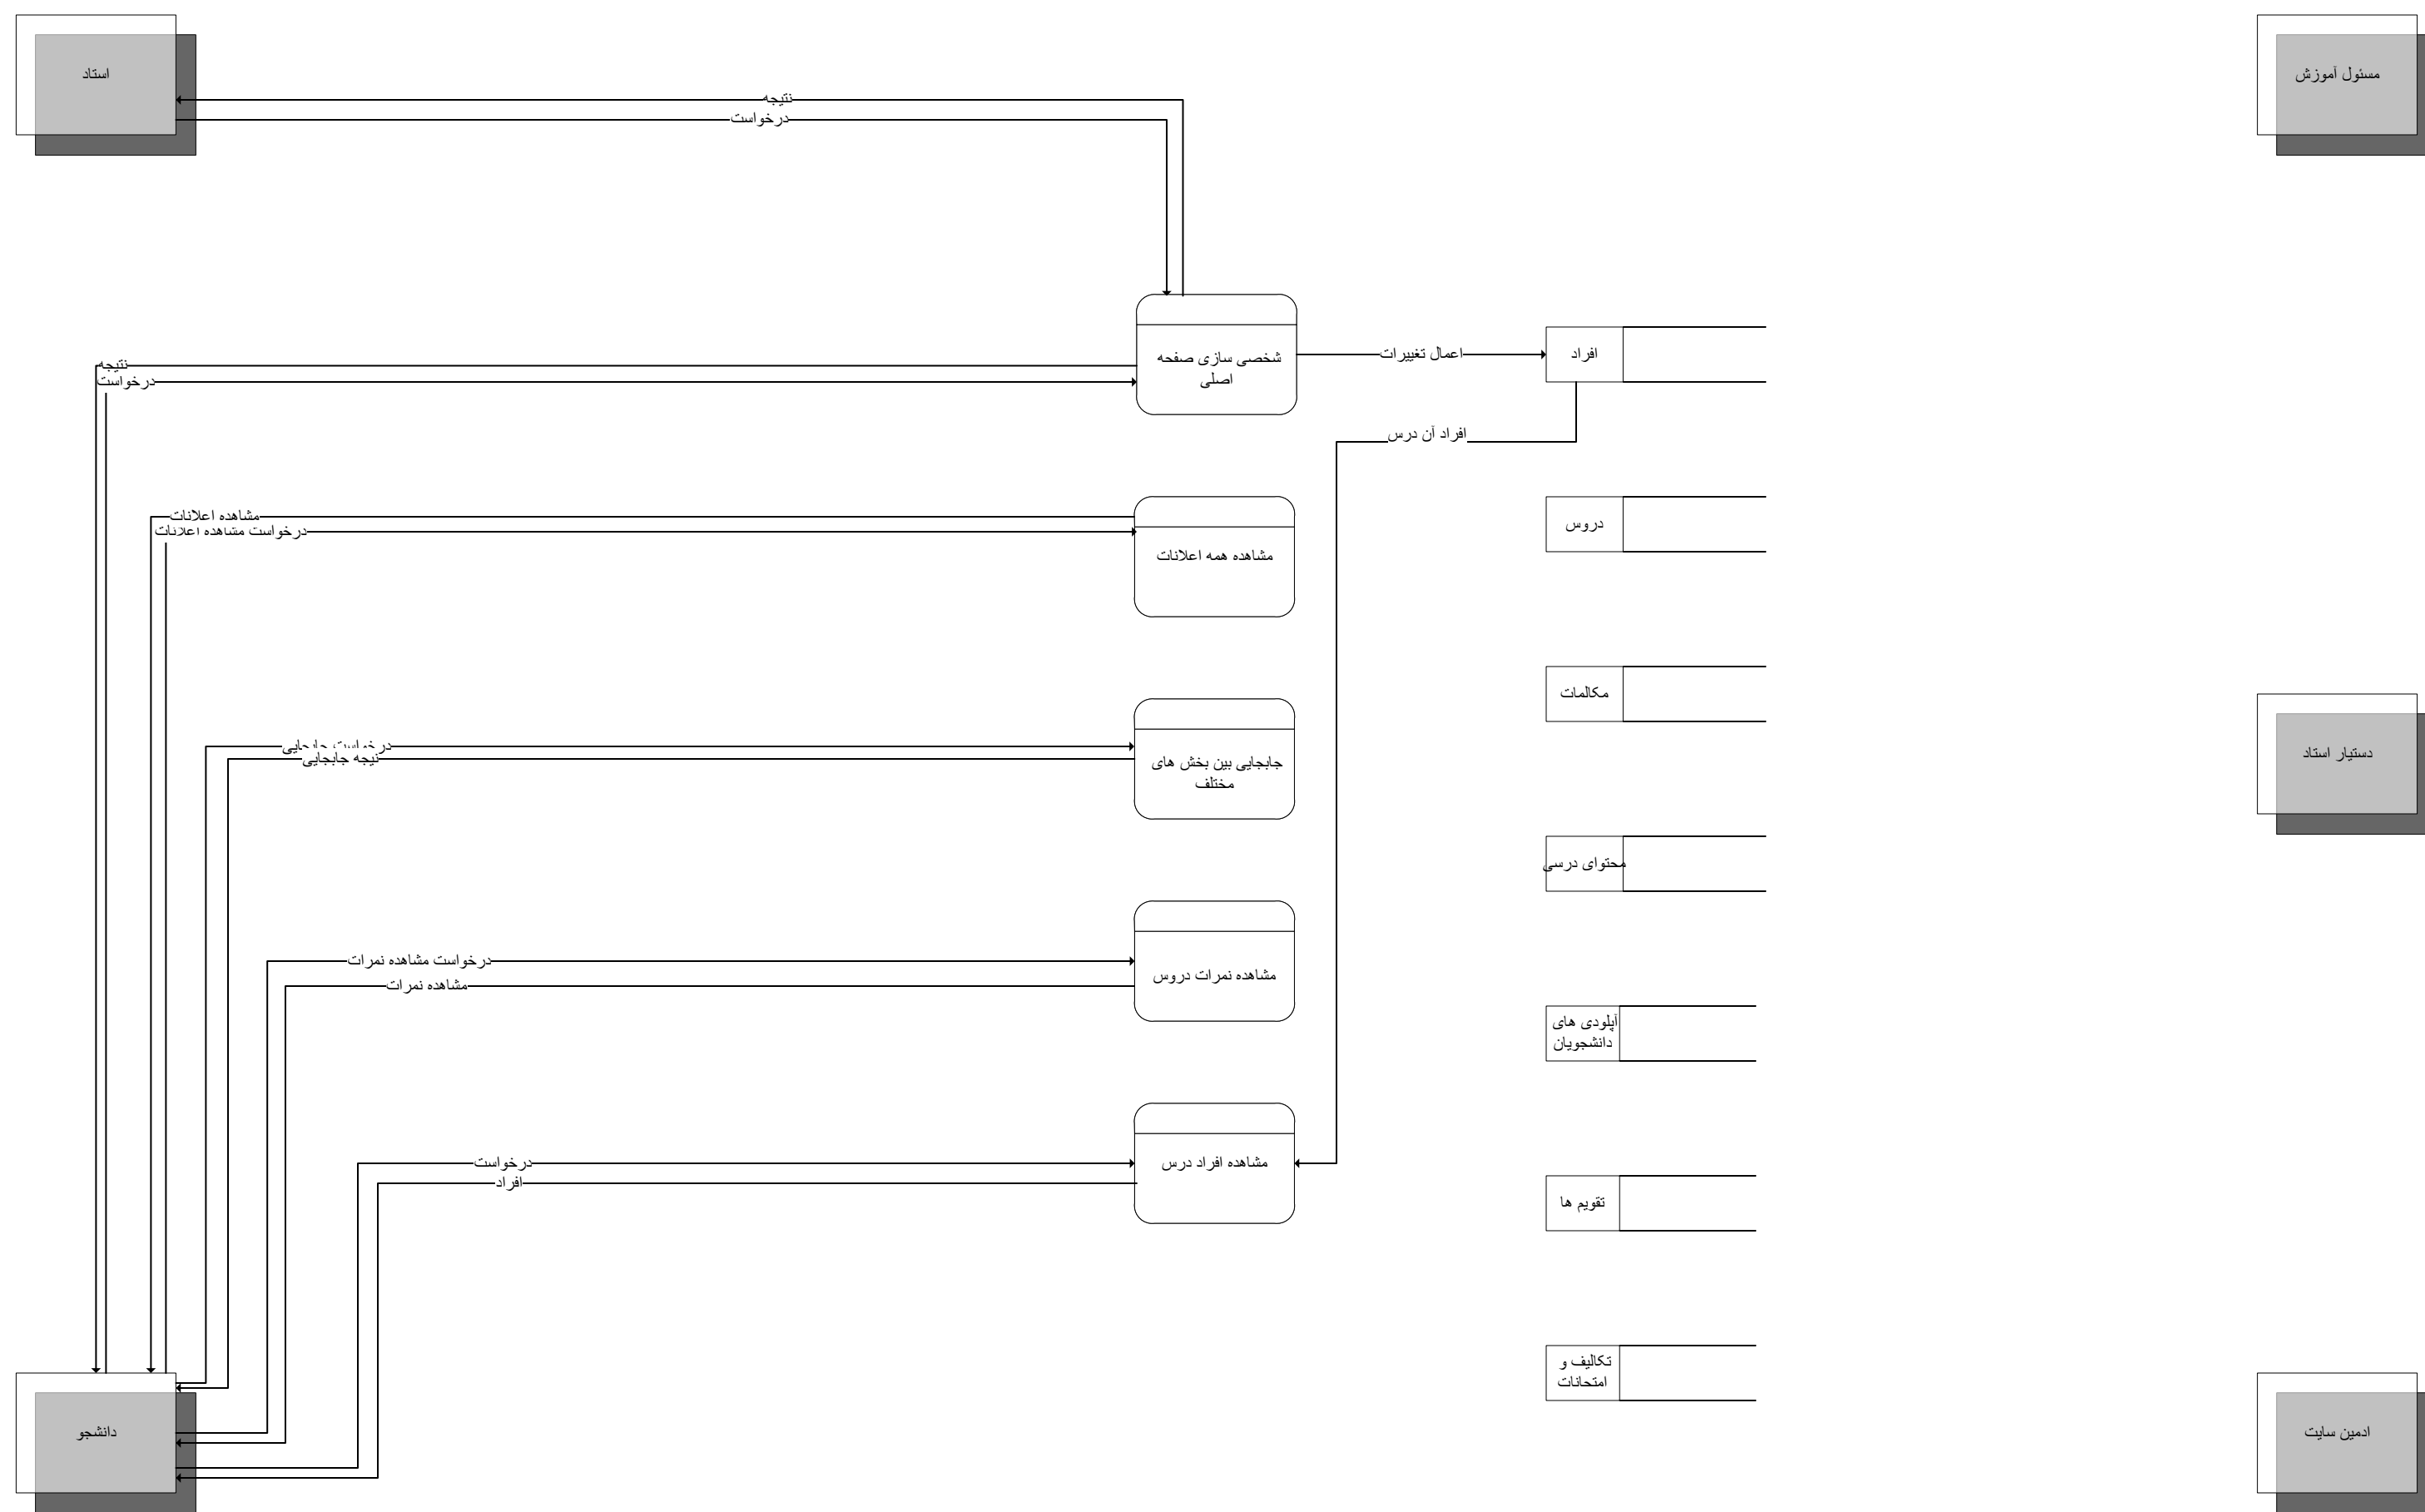 استاد
مسئول آموزش
نتیجه
درخواست
شخصی سازی صفحه
اصلی
اعمال تغییرات
افراد
نتیجه
درخواست
افراد آن درس
مشاهده اعلانات
درخواست مشاهده اعلانات
مشاهده همه اعلانات
دروس
مکالمات
درخواست جابجایی
نیجه جابجایی
جابجایی بین بخش های
مختلف
دستیار استاد
محتوای درسی
درخواست مشاهده نمرات
مشاهده نمرات
مشاهده نمرات دروس
آپلودی های
دانشجویان
درخواست
افراد
مشاهده افراد درس
تقویم ها
تکالیف و
امتحانات
دانشجو
ادمین سایت